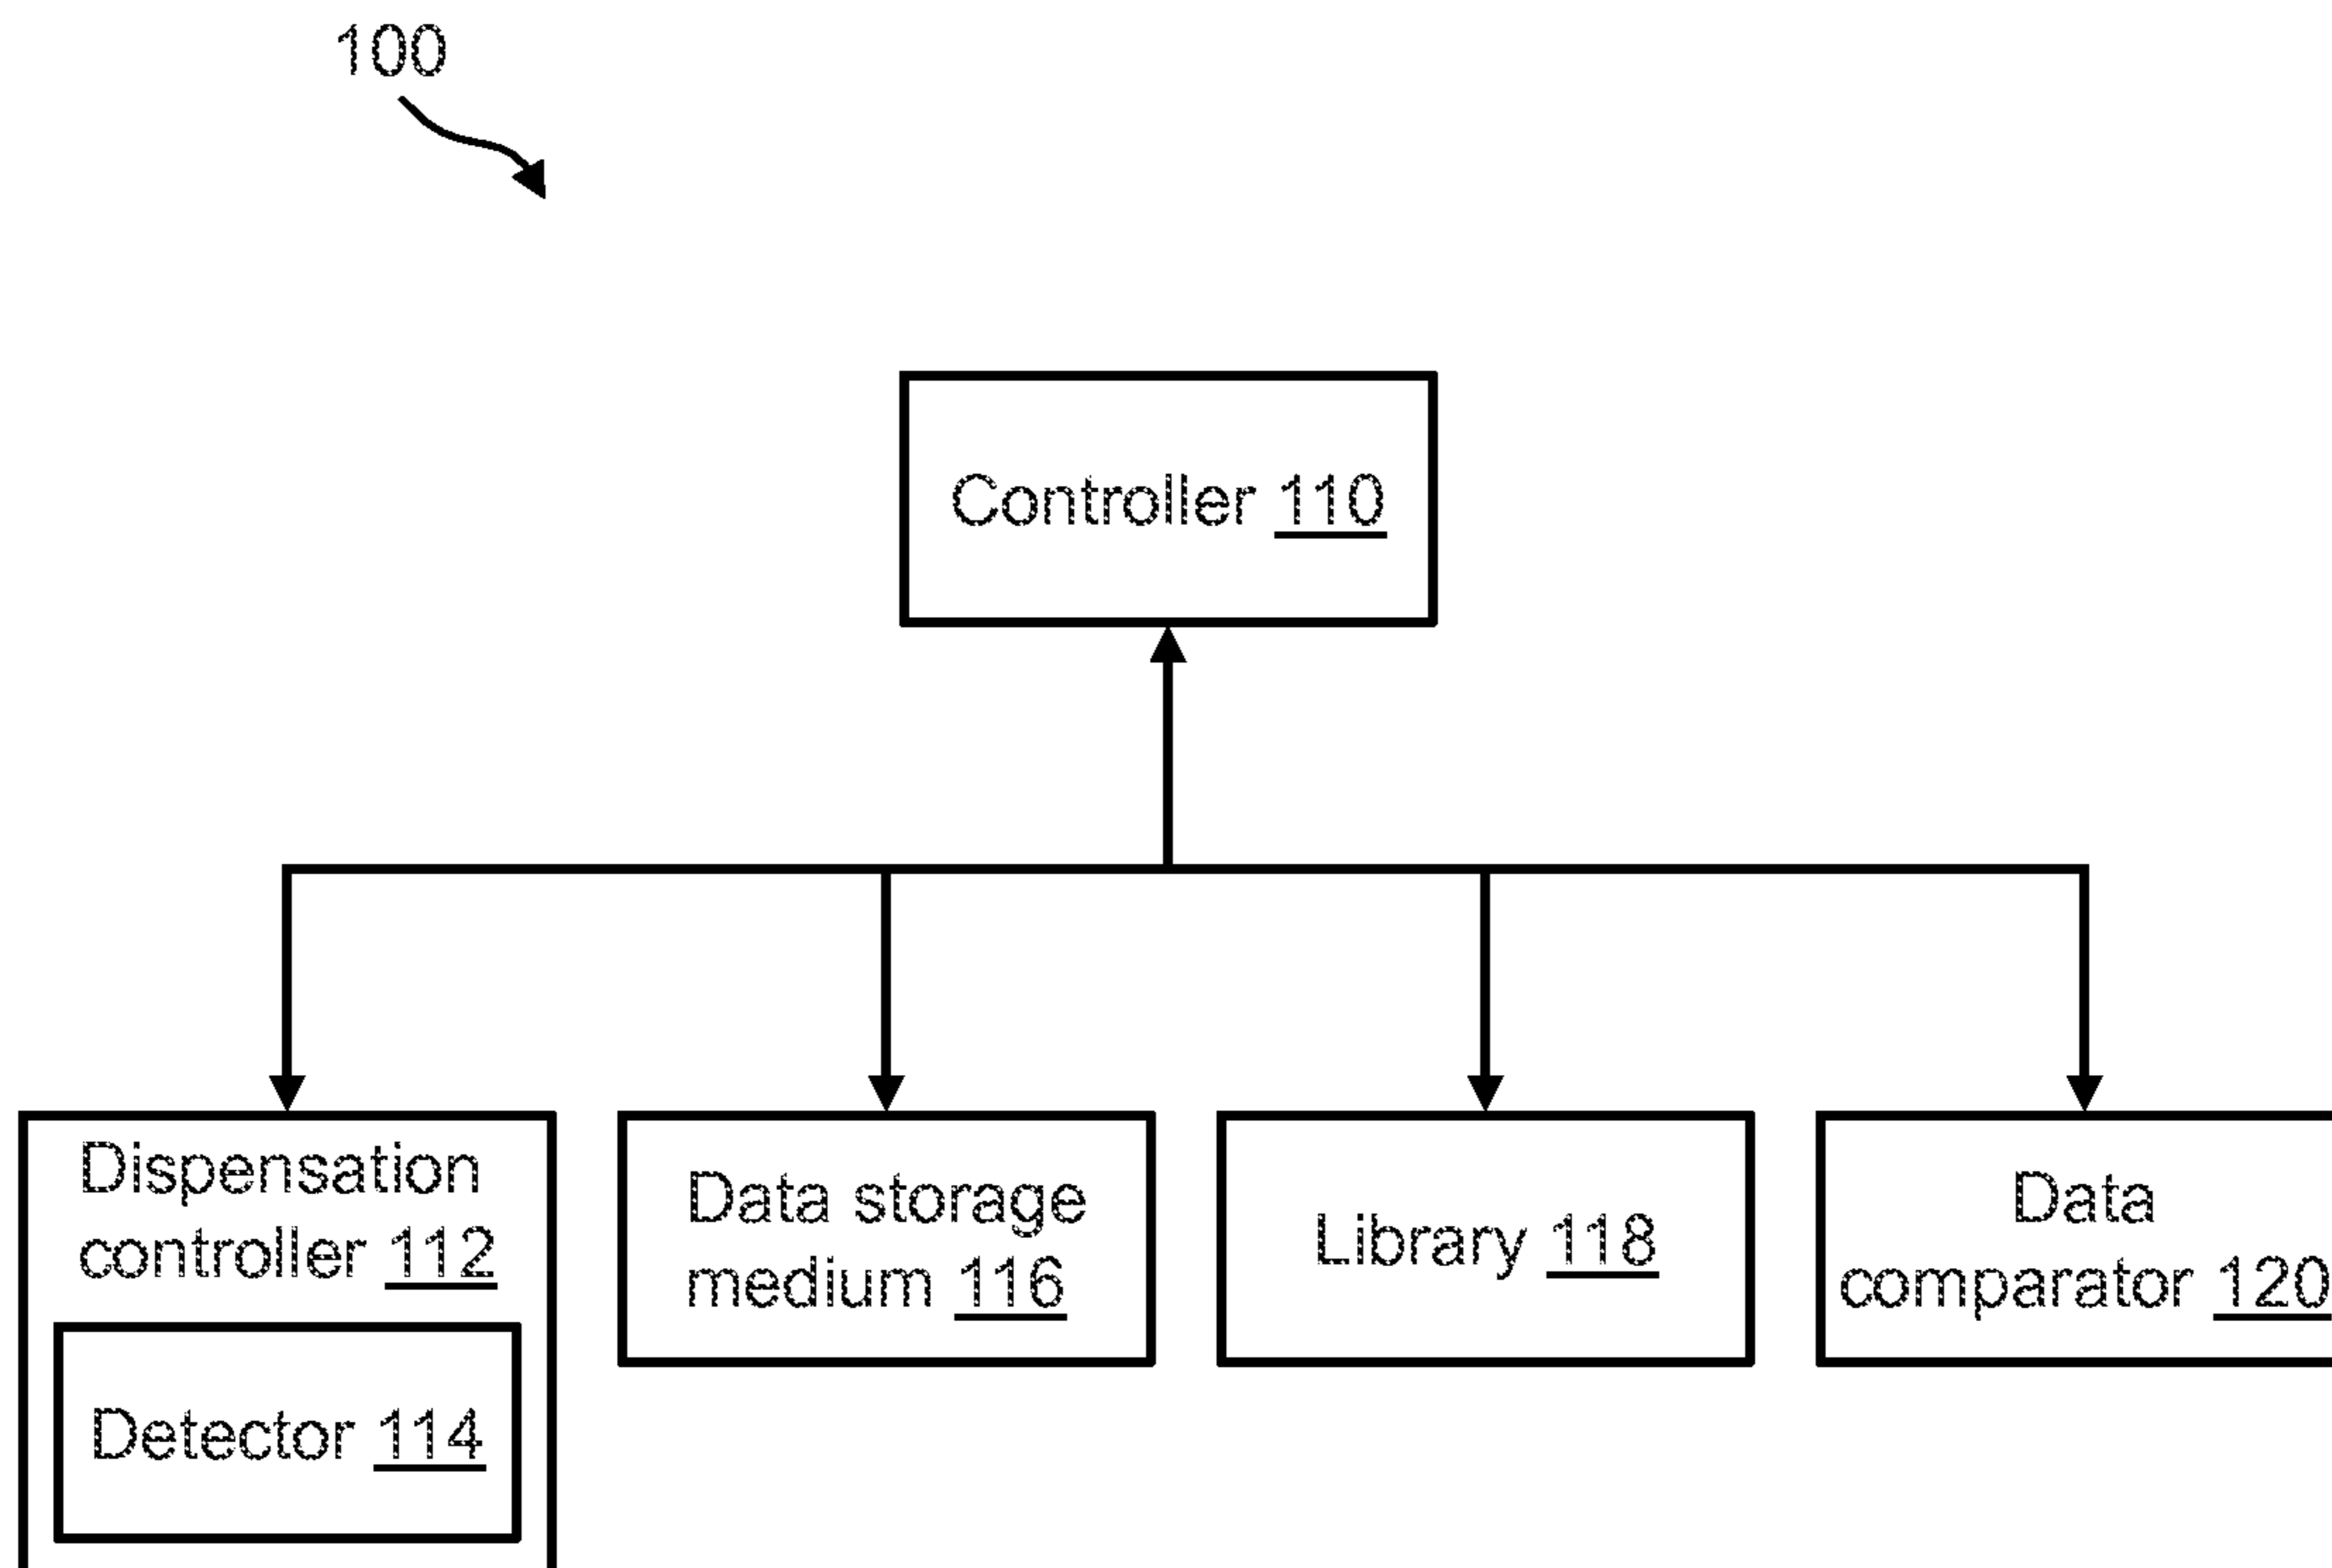 100
Controller 110
Dispensation
controller 112
Detector 114
Data storage
medium 116
Library 118
Data
comparator 120